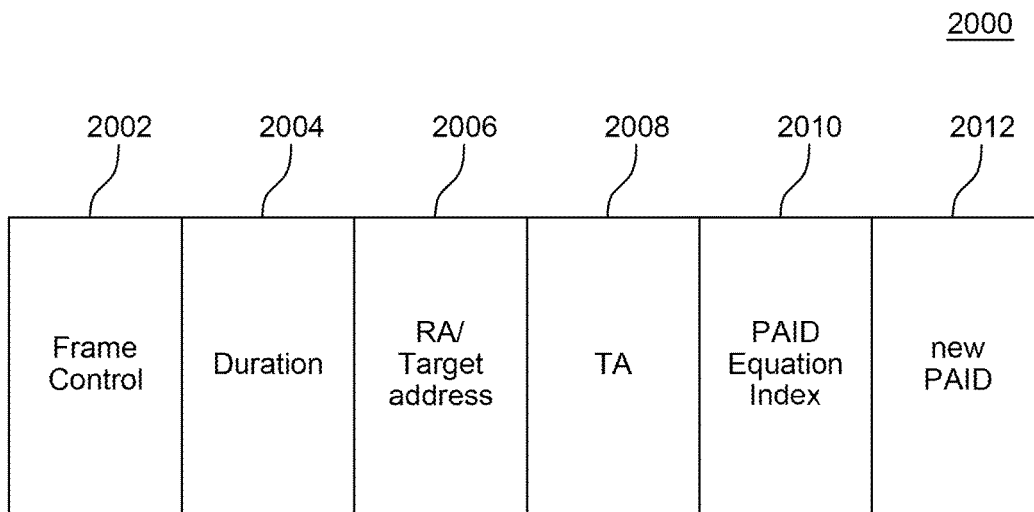 2000
2002 2004 2006 2008 2010 2012
Frame
Control
Duration
RA/
Target
address
TA
PAID
Equation
Index
new
PAID